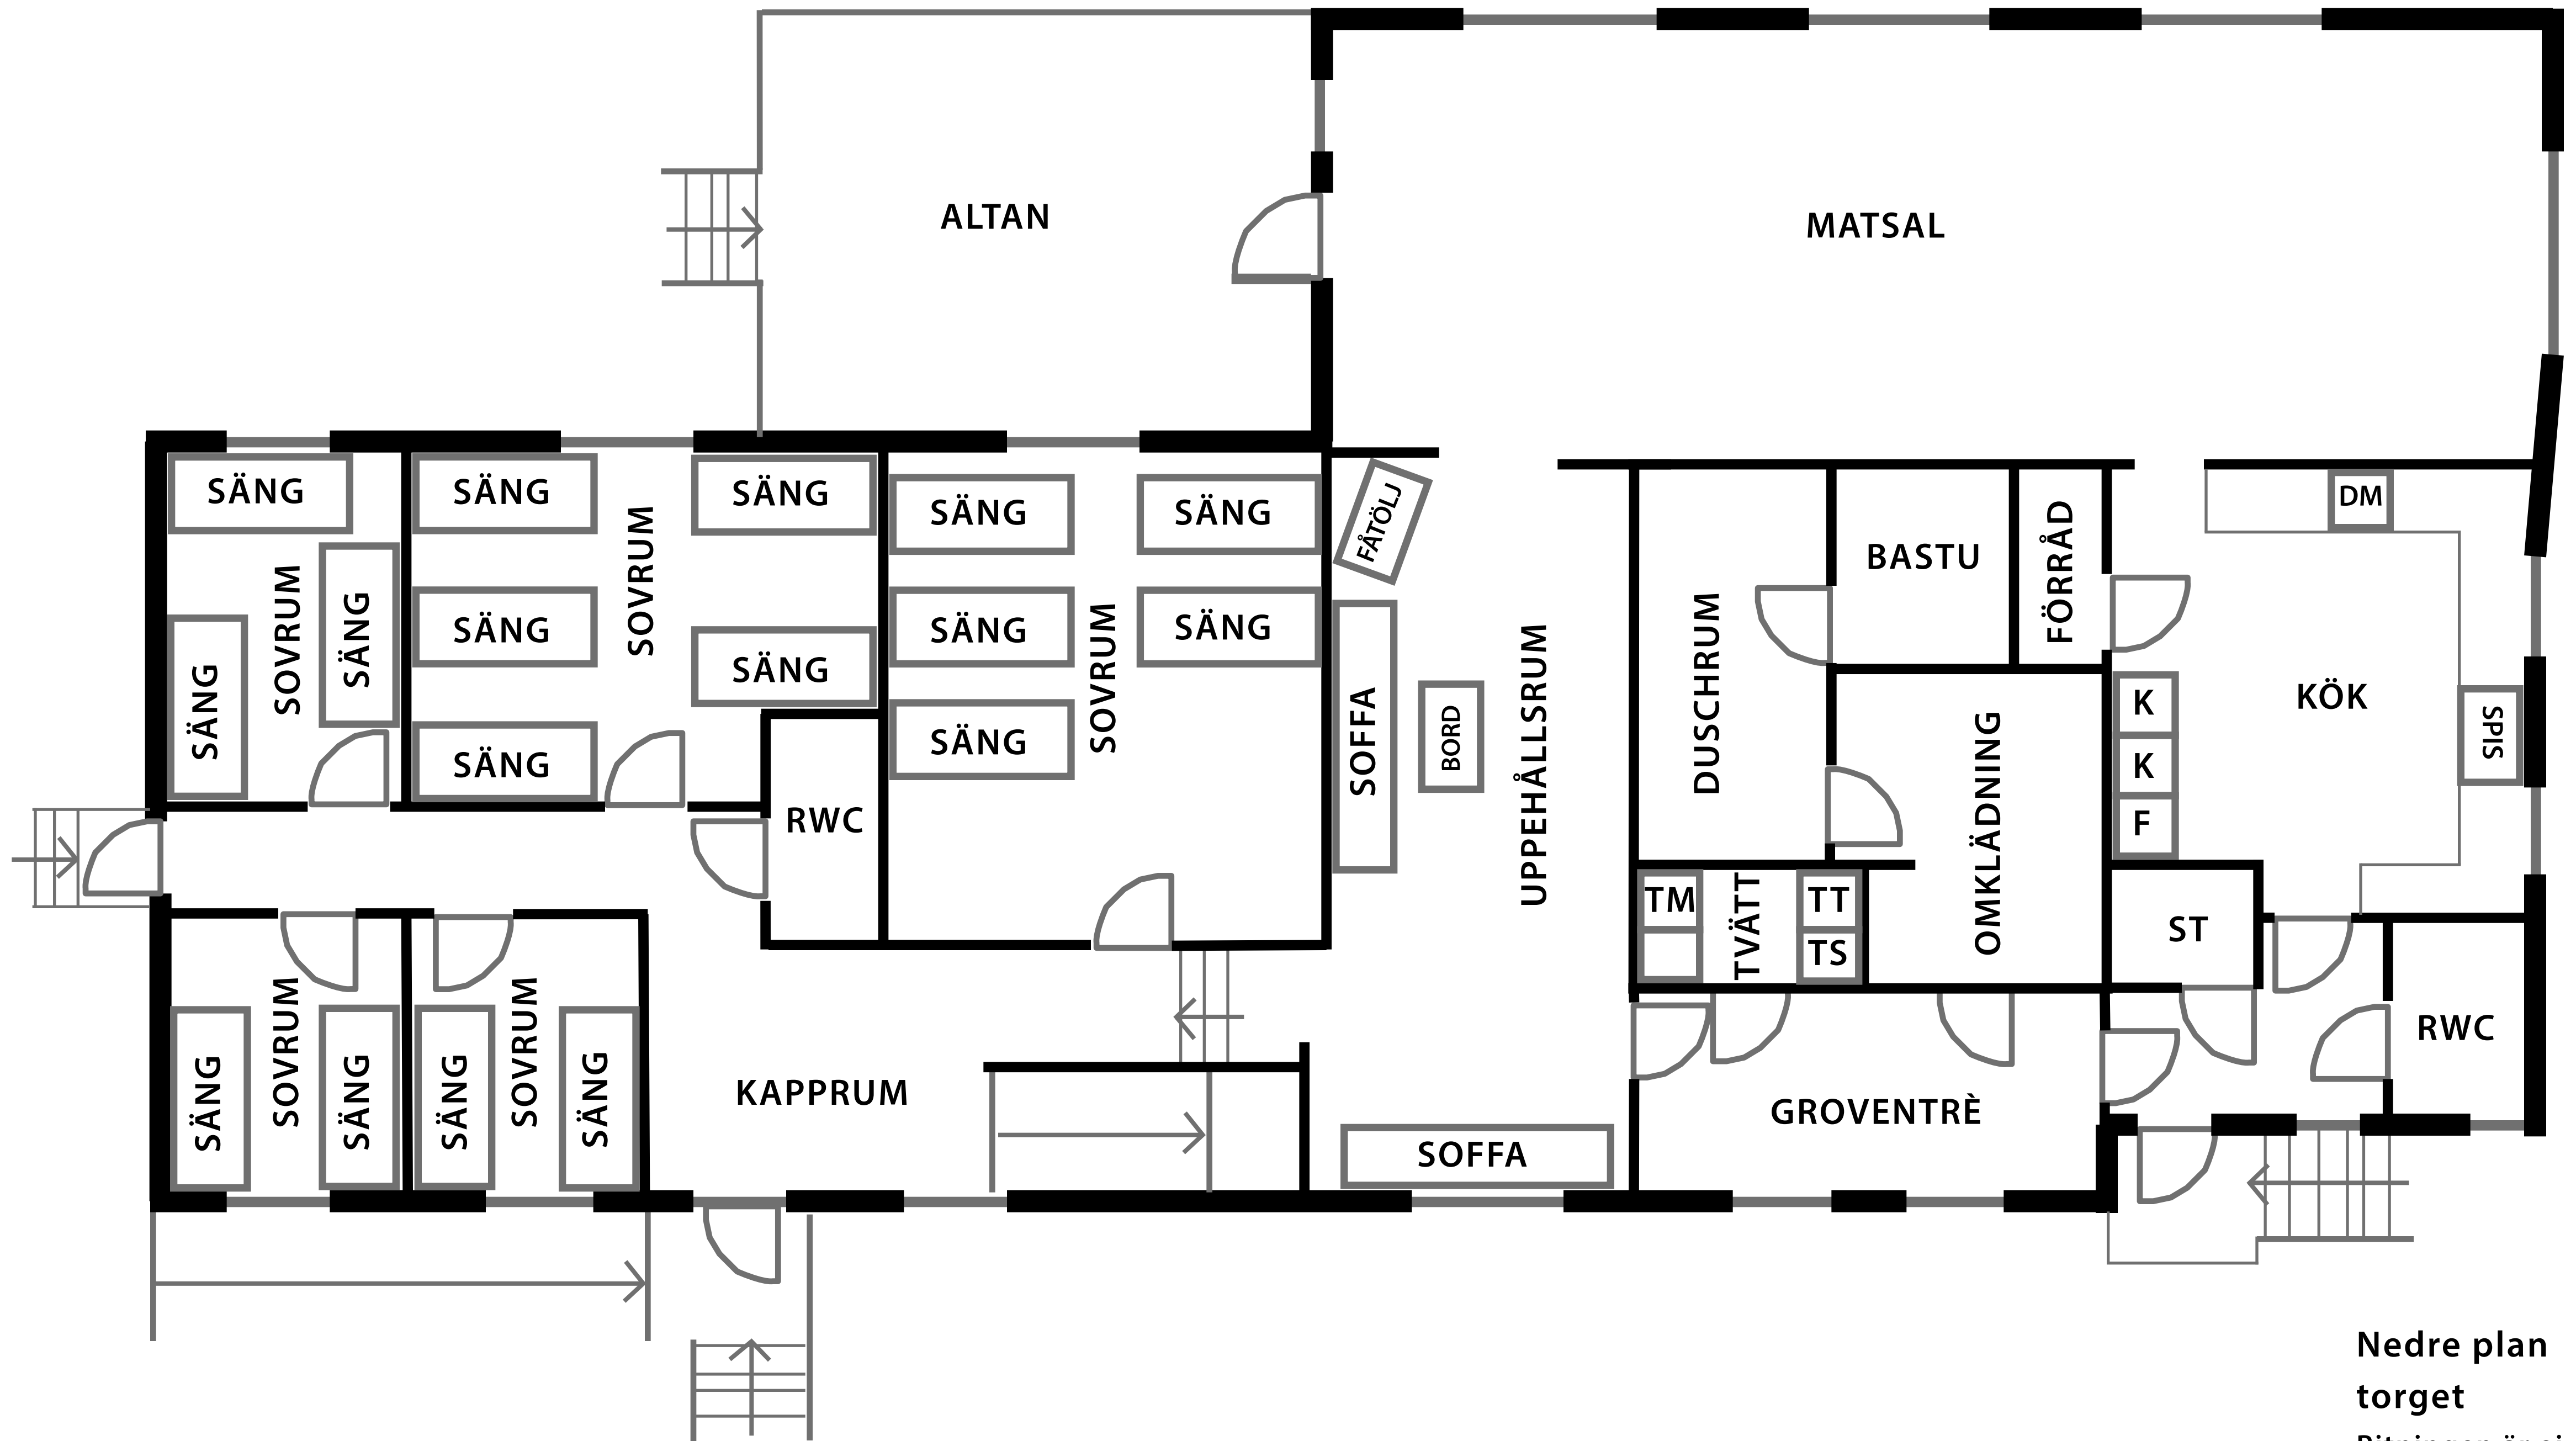 ALTAN
MATSAL
SÄNG
SÄNG
SÄNG
SOVRUM
SÄNG
SÄNG
SÄNG
SÄNG
SÄNG
SOVRUM
SÄNG
SÄNG
SÄNG
SÄNG
SÄNG
SOVRUM
RWC
FÅTÖLJ
SOFFA
BORD
UPPEHÅLLSRUM
DUSCHRUM
BASTU
FÖRRÅD
OMKLÄDNING
DM
KÖK
SPIS
K
K
F
TM
TVÄTT
TT
TS
ST
RWC
SÄNG
SOVRUM
SÄNG
SÄNG
SOVRUM
SÄNG
KAPPRUM
SOFFA
GROVENTRÈ
Nedre plan
torget